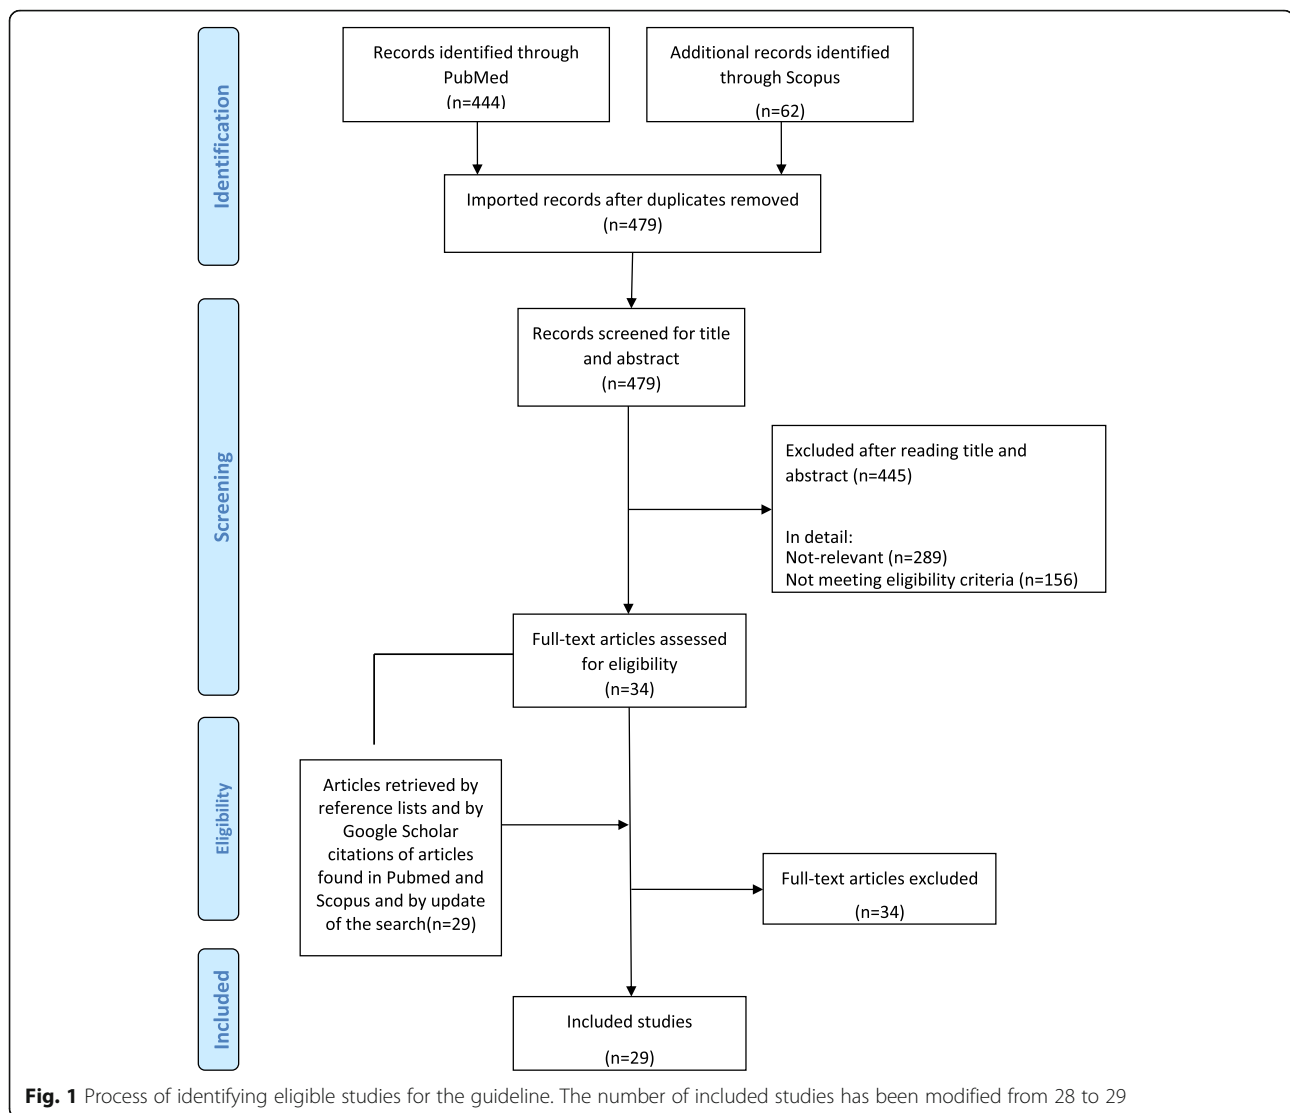 Identification
Records identified through
PubMed
(n=444)
Additional records identified
through Scopus
(n=62)
Imported records after duplicates removed
(n=479)
Screening
Records screened for title
and abstract
(n=479)
Excluded after reading title and
abstract (n=445)
In detail:
Not-relevant (n=289)
Not meeting eligibility criteria (n=156)
Full-text articles assessed
for eligibility
(n=34)
Eligibility
Articles retrieved by
reference lists and by
Google Scholar
citations of articles
found in Pubmed and
Scopus and by update
of the search(n=29)
Full-text articles excluded
(n=34)
Included
Included studies
(n=29)
Fig. 1 Process of identifying eligible studies for the guideline. The number of included studies has been modified from 28 to 29